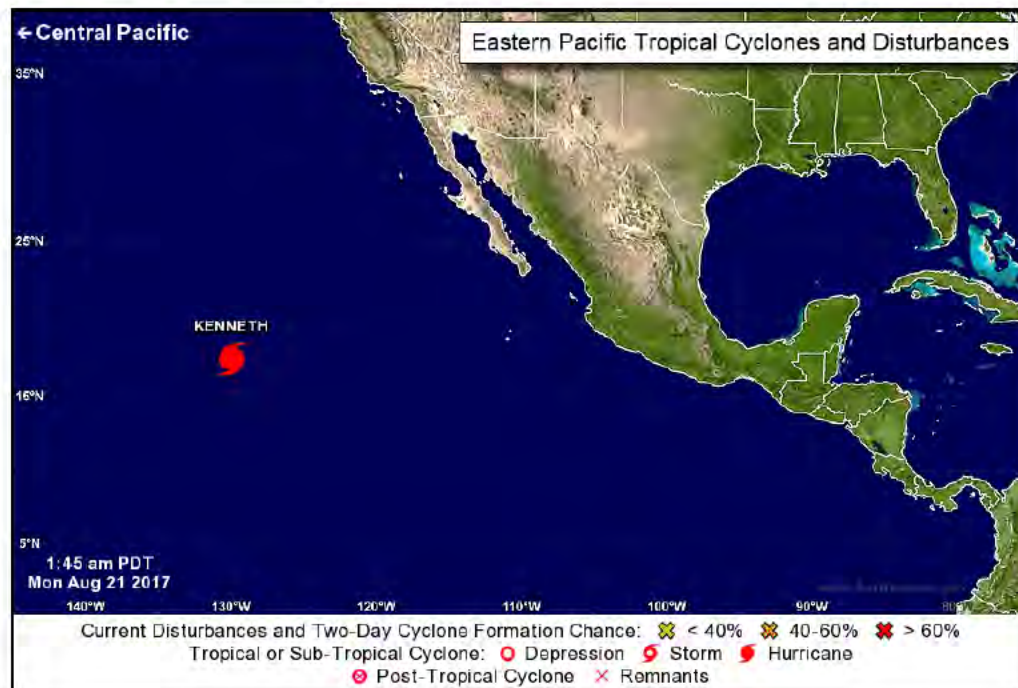 ←Central Pacific
Eastern Pacific Tropical Cyclones and Disturbances
35°N
25°N
KENNETH
15°N
5°N
1:45 am PDT
Mon Aug 21 2017
140°W 130°W 120°W 110°W 100°W 90°W
Current Disturbances and Two-Day Cyclone Formation Chance: < 40% 40-60% > 60%
Tropical or Sub-Tropical Cyclone: Depression Storm Hurricane
Post-Tropical Cyclone Remnants